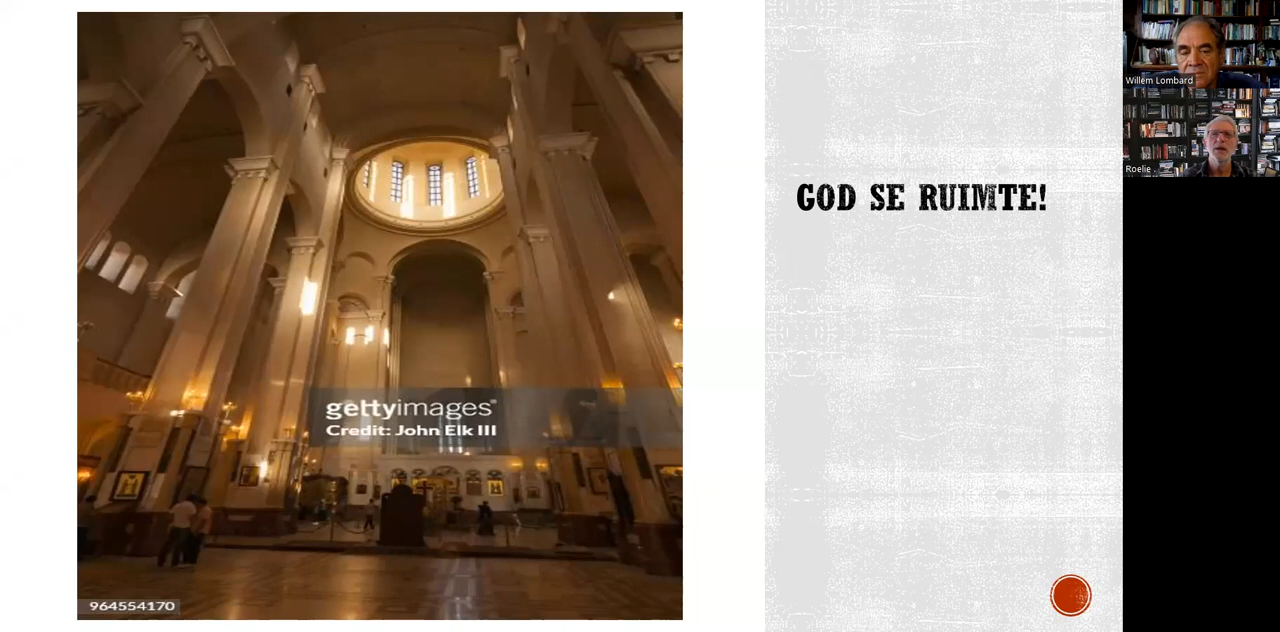 gettyimages®
Credit: John Elk III
964554170
GOD SE RUIMTE!
Willem Lombard
Roelie .